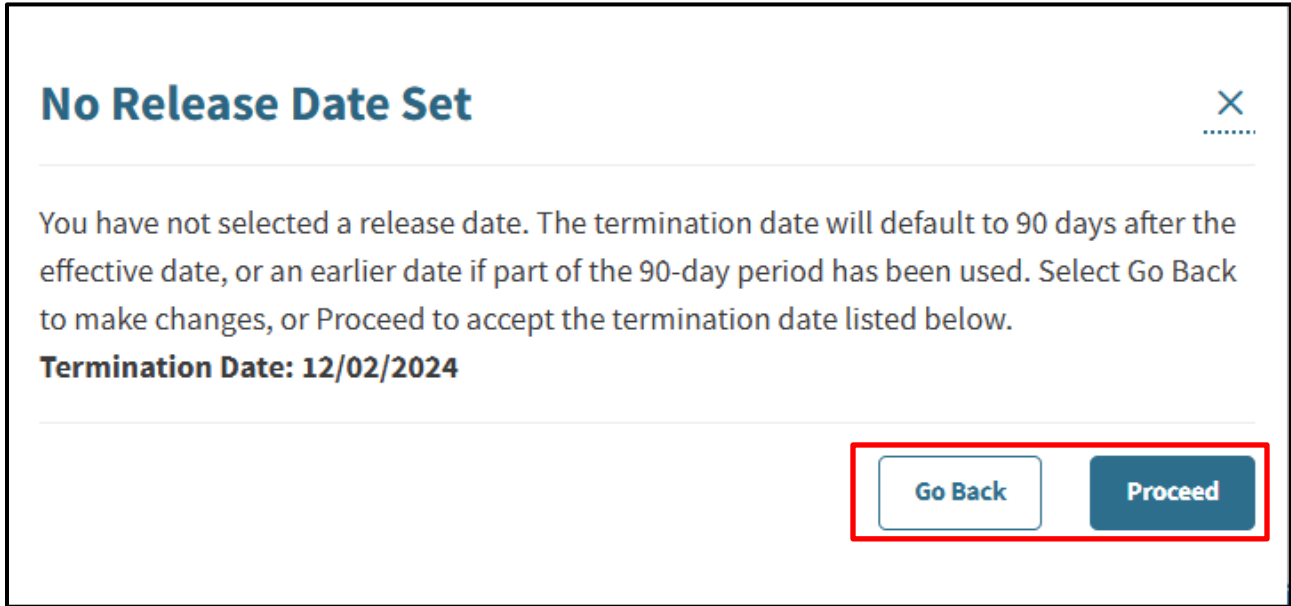 No Release Date Set
You have not selected a release date. The termination date will default to 90 days after the
effective date, or an earlier date if part of the 90-day period has been used. Select Go Back
to make changes, or Proceed to accept the termination date listed below.
Termination Date: 12/02/2024
Go Back
Proceed